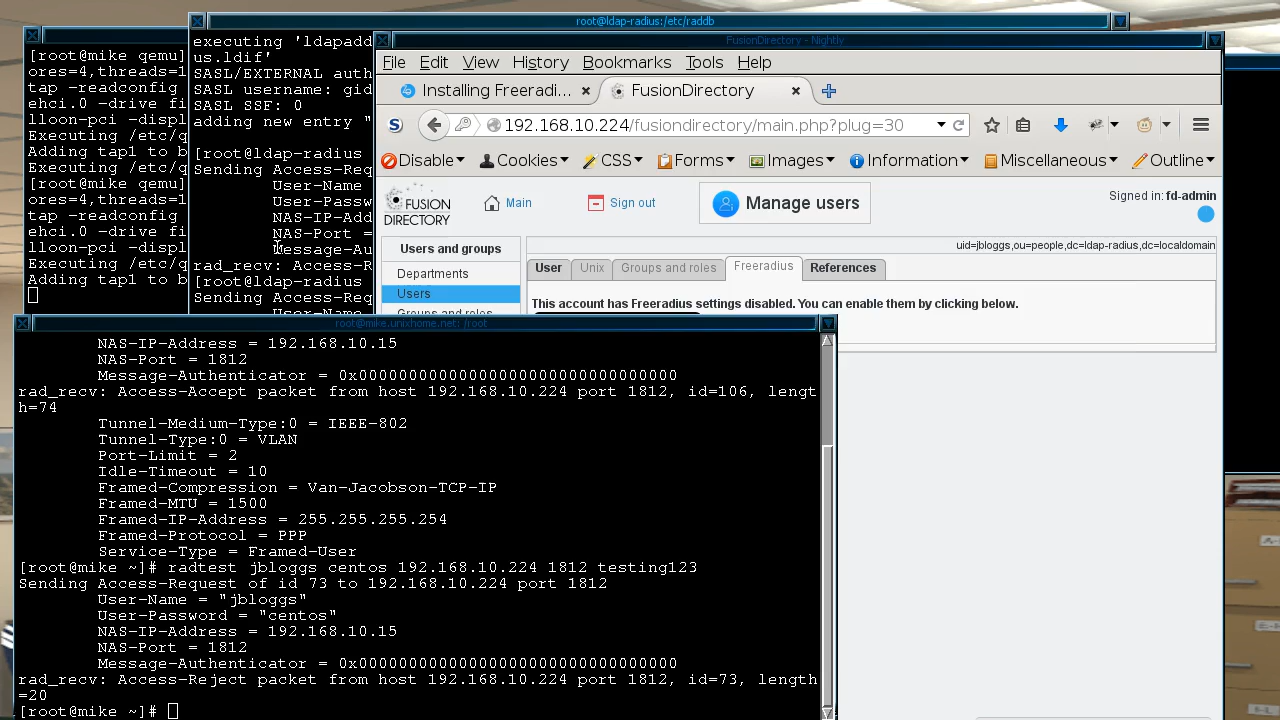 root@ldap-radius:/etc/raddb
[root@mike qemu]
ores=4,threads=1
tap -readconfig
ehci.0 -drive fi
lloon-pci -displ
Executing /etc/q
Adding tap1 to b
[root@mike qemu]
ores=4,threads=1
tap -readconfig
ehci.0 -drive fi
lloon-pci -displ
Executing /etc/q
Adding tap1 to b
executing 'ldapadd
us.ldif'
SASL/EXTERNAL auth
SASL username: gid
SASL SSF: 0
adding new entry "
[root@ldap-radius
Sending Access-Req
User-Name
User-Passw
NAS-IP-Add
NAS-Port =
Message-Au
rad_recv: Access-R
[root@ldap-radius
Sending Access-Req
User-Name
FusionDirectory - Nightly
File Edit View History Bookmarks Tools Help
Installing Freeradi... × FusionDirectory ×
192.168.10.224/fusiondirectory/main.php?plug=30
Disable Cookies CSS Forms Images Information Miscellaneous Outline
FUSION DIRECTORY
Main
Sign out
Manage users
Signed in: fd-admin
Users and groups
Departments
Users
Groups and roles
uid=jbloggs,ou=people,dc=ldap-radius,dc=localdomain
User Unix Groups and roles Freeradius References
This account has Freeradius settings disabled. You can enable them by clicking below.
root@mike.unixhome.net: /root
NAS-IP-Address = 192.168.10.15
NAS-Port = 1812
Message-Authenticator = 0x00000000000000000000000000000000
rad_recv: Access-Accept packet from host 192.168.10.224 port 1812, id=106, lengt
h=74
Tunnel-Medium-Type:0 = IEEE-802
Tunnel-Type:0 = VLAN
Port-Limit = 2
Idle-Timeout = 10
Framed-Compression = Van-Jacobson-TCP-IP
Framed-MTU = 1500
Framed-IP-Address = 255.255.255.254
Framed-Protocol = PPP
Service-Type = Framed-User
[root@mike ~]# radtest jbloggs centos 192.168.10.224 1812 testing123
Sending Access-Request of id 73 to 192.168.10.224 port 1812
User-Name = "jbloggs"
User-Password = "centos"
NAS-IP-Address = 192.168.10.15
NAS-Port = 1812
Message-Authenticator = 0x00000000000000000000000000000000
rad_recv: Access-Reject packet from host 192.168.10.224 port 1812, id=73, length
=20
[root@mike ~]#